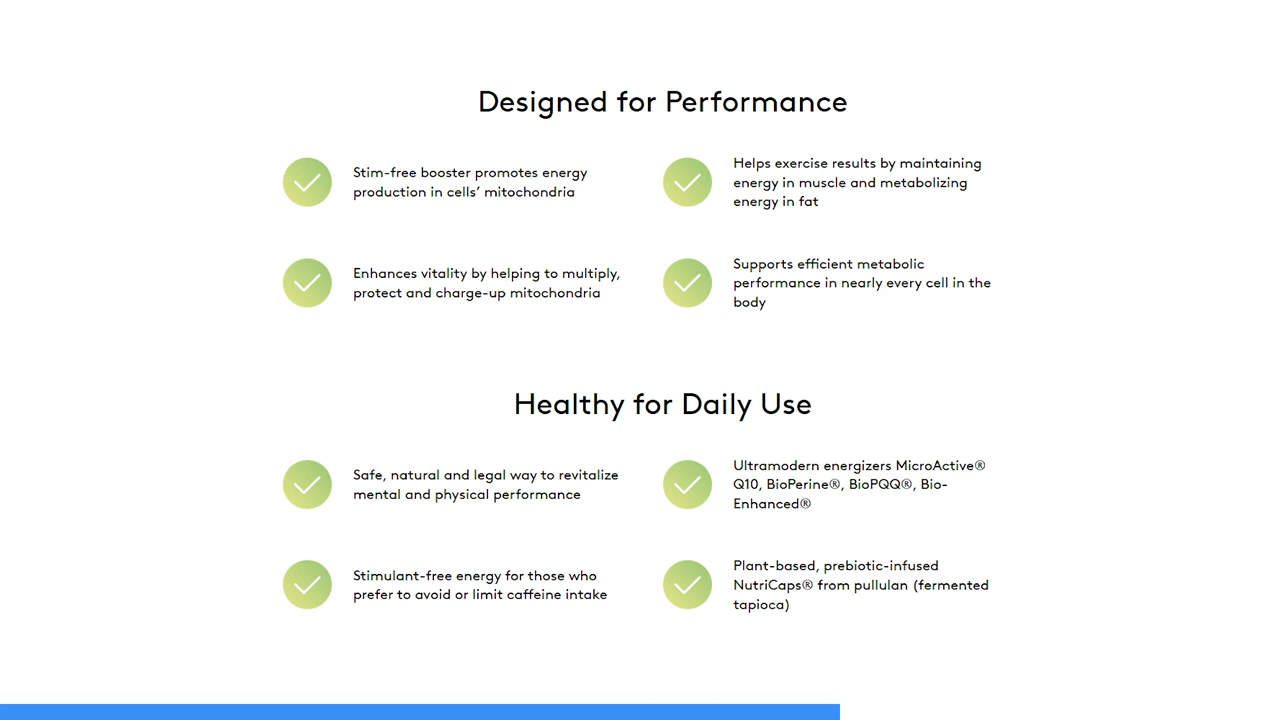 Designed for Performance
Stim-free booster promotes energy
production in cells’ mitochondria
Helps exercise results by maintaining
energy in muscle and metabolizing
energy in fat
Enhances vitality by helping to multiply,
protect and charge-up mitochondria
Supports efficient metabolic
performance in nearly every cell in the
body
Healthy for Daily Use
Safe, natural and legal way to revitalize
mental and physical performance
Ultramodern energizers MicroActive®
Q10, BioPerine®, BioPQQ®, Bio-
Enhanced®
Stimulant-free energy for those who
prefer to avoid or limit caffeine intake
Plant-based, prebiotic-infused
NutriCaps® from pullulan (fermented
tapioca)